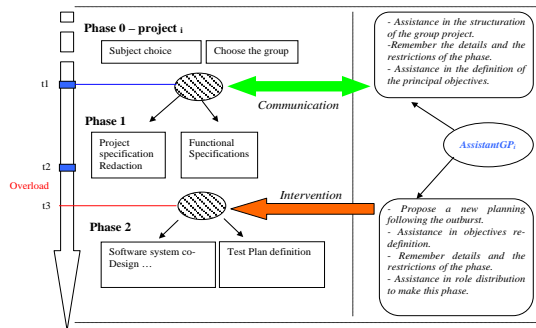 Phase 0 – project i
Subject choice
Choose the group
- Assistance in the structuration
of the group project.
-Remember the details and the
restrictions of the phase.
- Assistance in the definition of
the principal objectives.
t1
Communication
Phase 1
Project
specification
Redaction
Functional
Specifications
AssistantGPi
t2
Overload
t3
Intervention
Phase 2
Software system co-
Design …
Test Plan definition
- Propose a new planning
following the outburst.
- Assistance in objectives re-
definition.
- Remember details and the
restrictions of the phase.
- Assistance in role distribution
to make this phase.